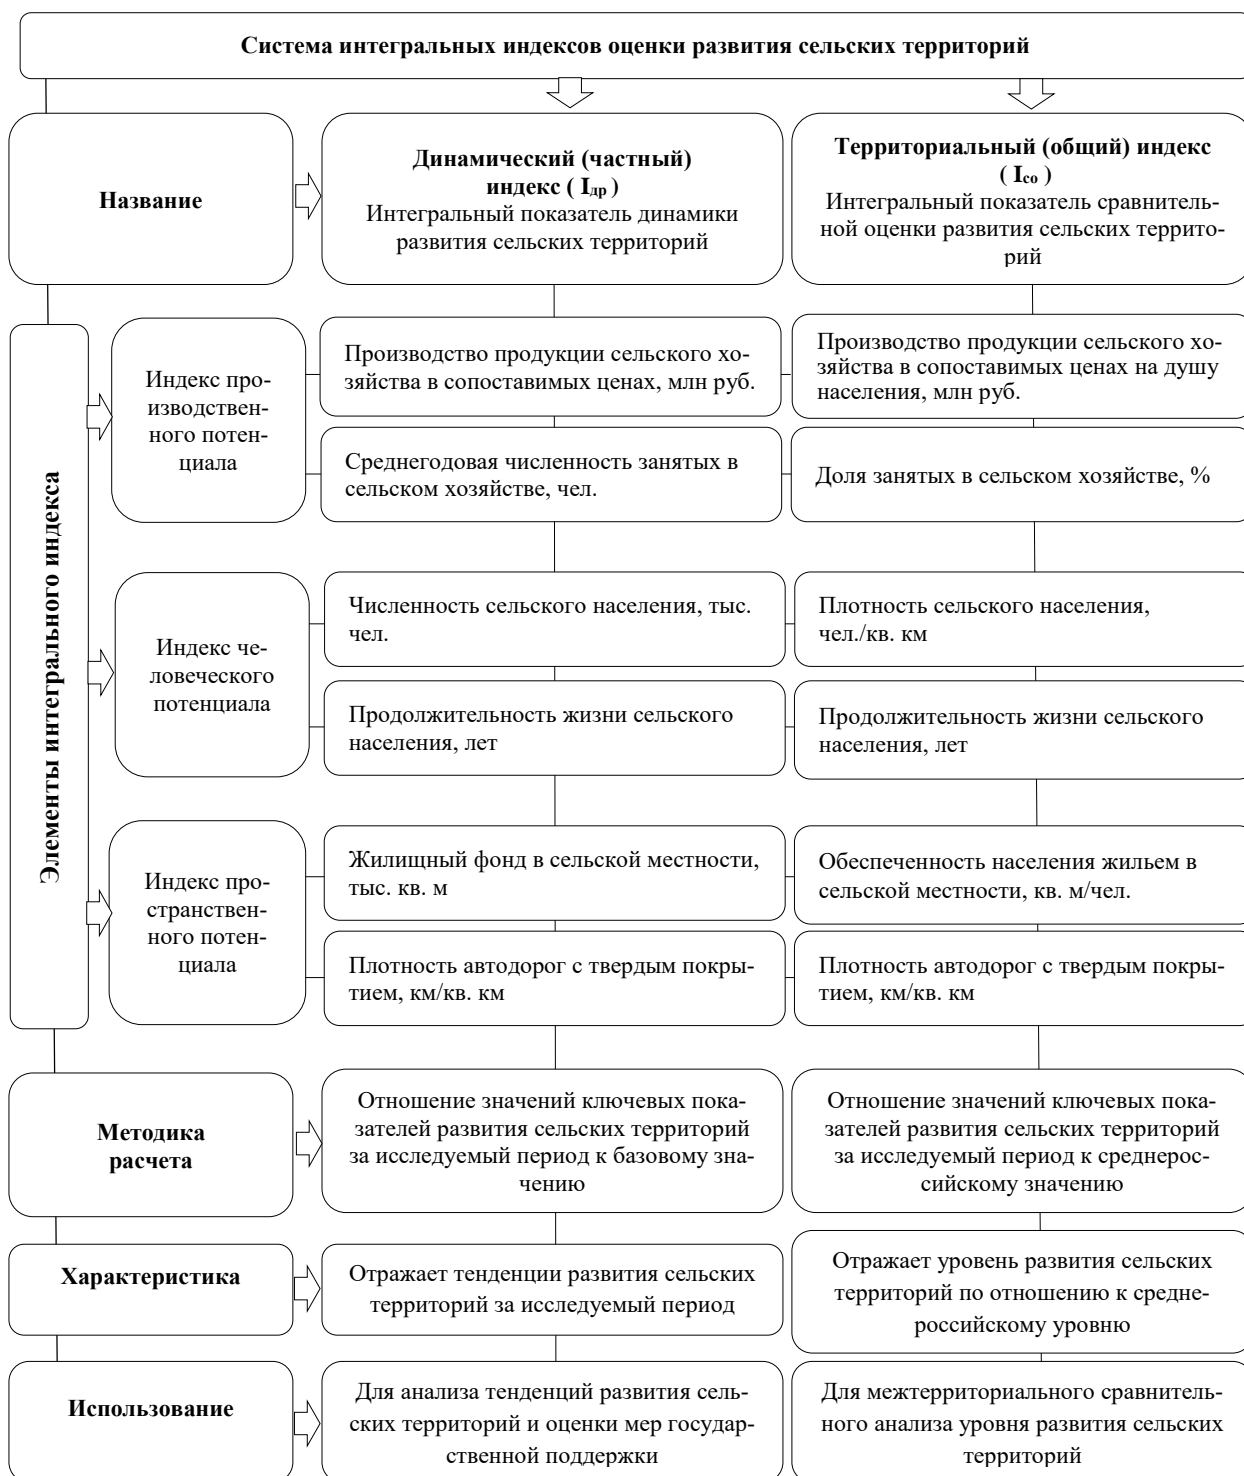 Система интегральных индексов оценки развития сельских территорий
Название
Динамический (частный)
индекс ( Iдр )
Интегральный показатель динамики
развития сельских территорий
Территориальный (общий) индекс
( Iсо )
Интегральный показатель сравнитель-
ной оценки развития сельских террито-
рий
Элементы интегрального индекса
Индекс про-
изводствен-
ного потен-
циала
Производство продукции сельского хо-
зяйства в сопоставимых ценах, млн руб.
Производство продукции сельского хо-
зяйства в сопоставимых ценах на душу
населения, млн руб.
Среднегодовая численность занятых в
сельском хозяйстве, чел.
Доля занятых в сельском хозяйстве, %
Индекс че-
ловеческого
потенциала
Численность сельского населения, тыс.
чел.
Плотность сельского населения,
чел./кв. км
Продолжительность жизни сельского
населения, лет
Продолжительность жизни сельского
населения, лет
Индекс про-
странствен-
ного потен-
циала
Жилищный фонд в сельской местности,
тыс. кв. м
Обеспеченность населения жильем в
сельской местности, кв. м/чел.
Плотность автодорог с твердым покры-
тием, км/кв. км
Плотность автодорог с твердым покры-
тием, км/кв. км
Методика
расчета
Отношение значений ключевых пока-
зателей развития сельских территорий
за исследуемый период к базовому зна-
чению
Отношение значений ключевых пока-
зателей развития сельских территорий
за исследуемый период к среднерос-
сийскому значению
Характеристика
Отражает тенденции развития сельских
территорий за исследуемый период
Отражает уровень развития сельских
территорий по отношению к средне-
российскому уровню
Использование
Для анализа тенденций развития сель-
ских территорий и оценки мер государ-
ственной поддержки
Для межтерриториального сравнитель-
ного анализа уровня развития сельских
территорий